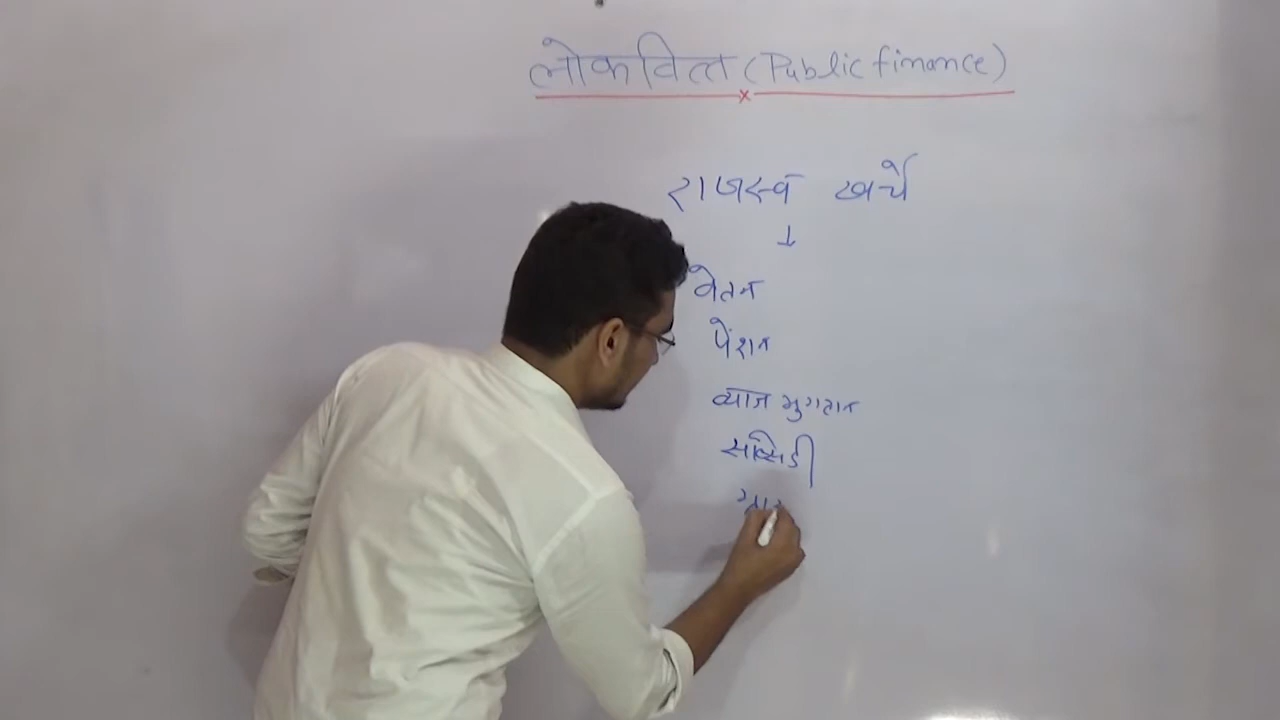 लोकवित्त (Public finance)
राजस्व खर्चे
↓
वेतन
पेंशन
व्याज भुगतान
सब्सिडी